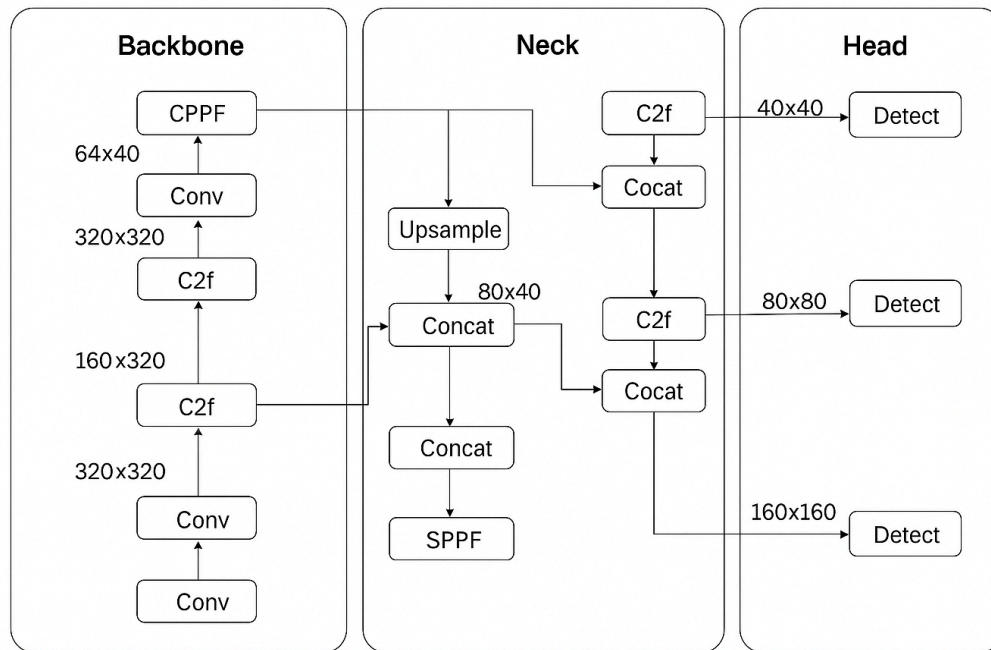 Backbone
CPPF
64x40
Conv
320x320
C2f
160x320
C2f
320x320
Conv
Conv
Neck
Upsample
80x40
Concat
Concat
SPPF
C2f
Cocat
C2f
Cocat
Head
40x40
Detect
80x80
Detect
160x160
Detect